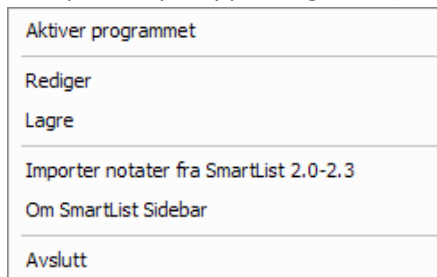 Aktiver programmet
Rediger
Lagre
Importer notater fra SmartList 2.0-2.3
Om SmartList Sidebar
Avslutt